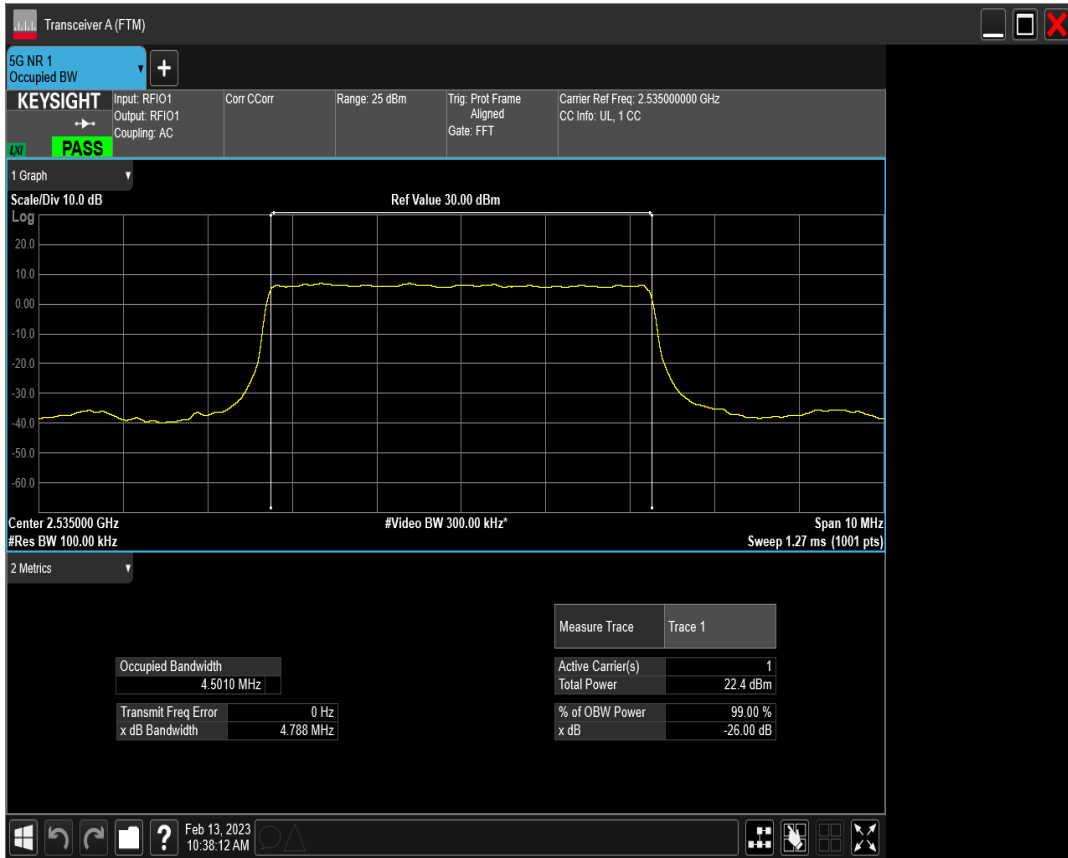 Transceiver A (FTM)
5G NR 1
Occupied BW
+
KEYSIGHT
LXI
PASS
Input: RFIO1
Output: RFIO1
Coupling: AC
Corr CCorr
Range: 25 dBm
Trig: Prot Frame
Aligned
Gate: FFT
Carrier Ref Freq: 2.535000000 GHz
CC Info: UL, 1 CC
1 Graph
Scale/Div 10.0 dB
Ref Value 30.00 dBm
Log
20.0
10.0
0.00
-10.0
-20.0
-30.0
-40.0
-50.0
-60.0
Center 2.535000 GHz
#Video BW 300.00 kHz*
Span 10 MHz
#Res BW 100.00 kHz
Sweep 1.27 ms (1001 pts)
2 Metrics
Measure Trace Trace 1
Occupied Bandwidth
4.5010 MHz
Active Carrier(s) 1
Total Power 22.4 dBm
Transmit Freq Error 0 Hz
x dB Bandwidth 4.788 MHz
% of OBW Power 99.00 %
x dB -26.00 dB
?
Feb 13, 2023
10:38:12 AM